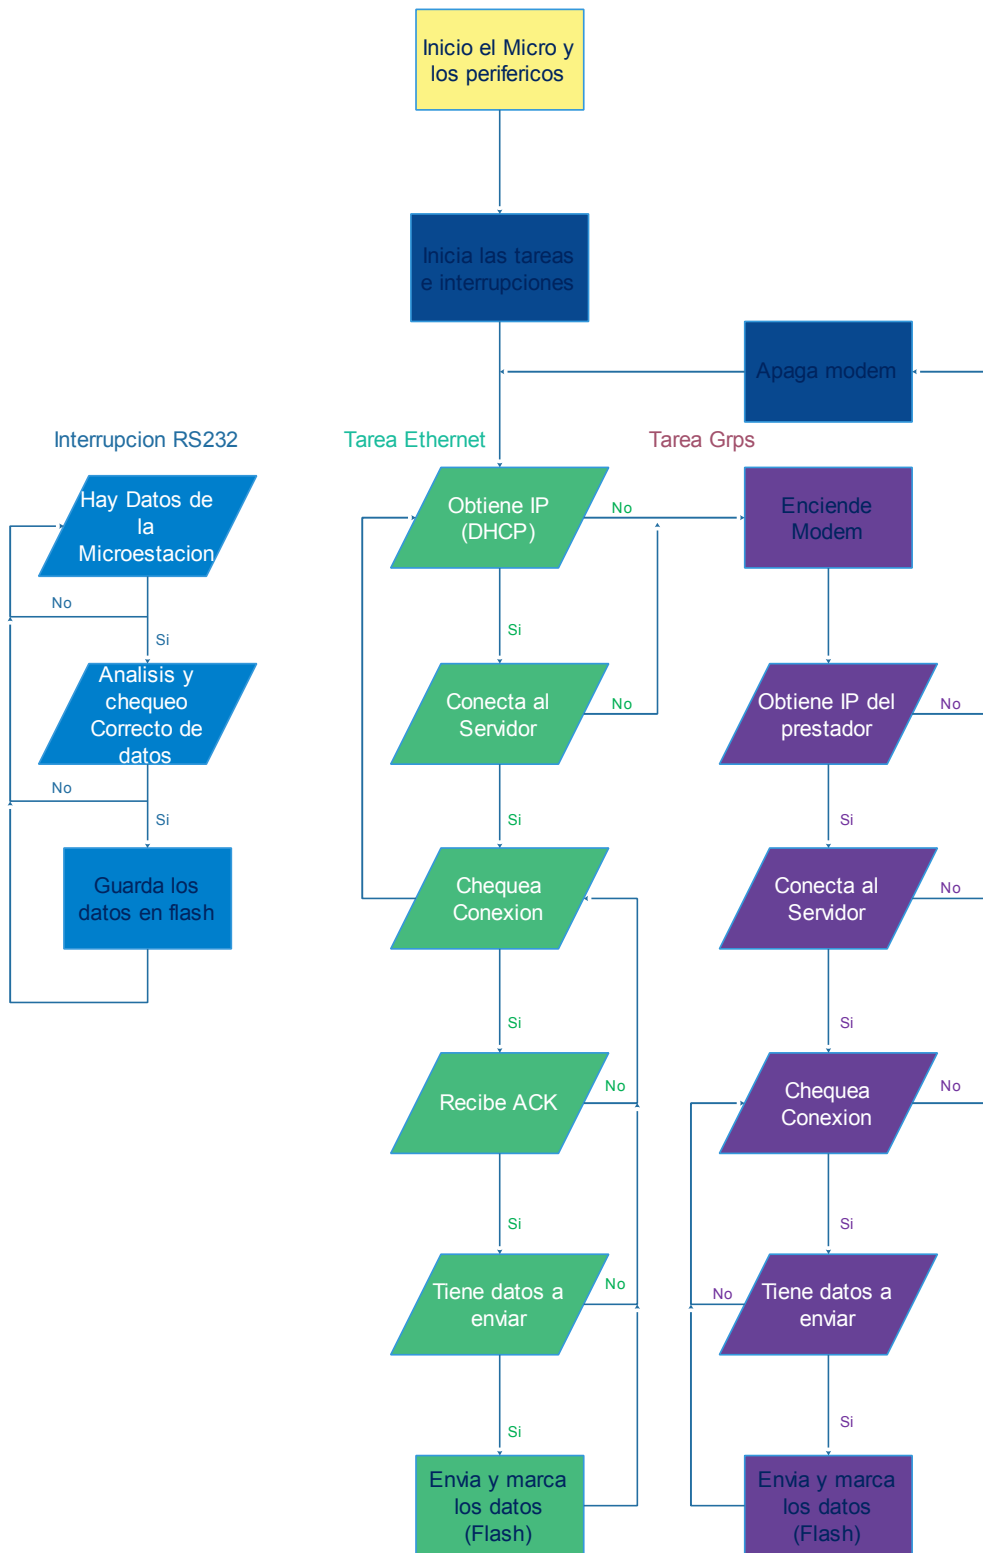 Inicio el Micro y
los perifericos
Inicia las tareas
e interrupciones
Apaga modem
Interrupcion RS232
Tarea Ethernet
Tarea Grps
Hay Datos de
la
Microestacion
No
Si
Analisis y
chequeo
Correcto de
datos
No
Si
Guarda los
datos en flash
Obtiene IP
(DHCP)
No
Si
Conecta al
Servidor
No
Si
Chequea
Conexion
Si
Recibe ACK
No
Si
Tiene datos a
enviar
No
Si
Envia y marca
los datos
(Flash)
Enciende
Modem
Obtiene IP del
prestador
No
Si
Conecta al
Servidor
No
Si
Chequea
Conexion
No
Si
Tiene datos a
enviar
No
Si
Envia y marca
los datos
(Flash)